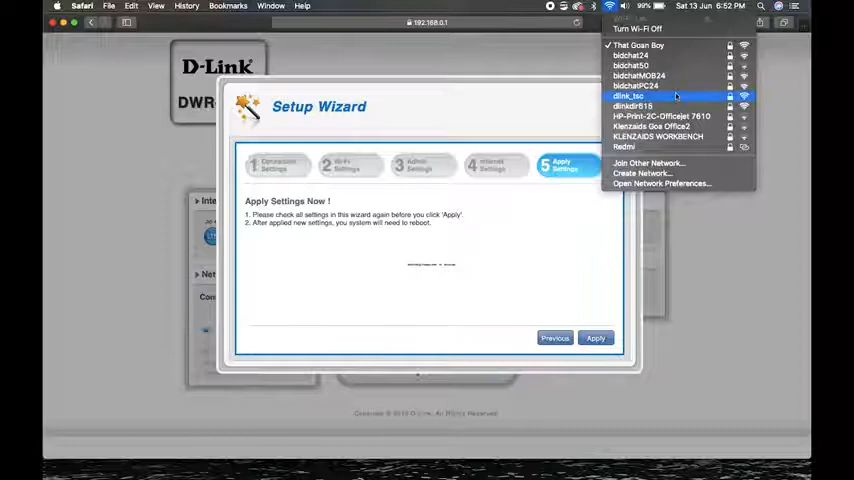 Safari File Edit View History Bookmarks Window Help
99% Sat 13 Jun 6:52 PM
192.168.0.1
Turn Wi-Fi Off
That Goan Boy
bidchat24
bidchat50
bidchatMOB24
bidchatPC24
dlink_tsc
dlinkdir615
HP-Print-2C-Officejet 7610
Klenzaids Goa Office2
KLENZAIDS WORKBENCH
Redmi
Join Other Network...
Create Network...
Open Network Preferences...
D-Link
DWR-
Setup Wizard
1 Connection Settings
2 Wi-Fi Settings
3 Admin Settings
4 Internet Settings
5 Apply Settings
Apply Settings Now !
1. Please check all settings in this wizard again before you click 'Apply'.
2. After applied new settings, you system will need to reboot.
Previous Apply
Inte
Net
Con